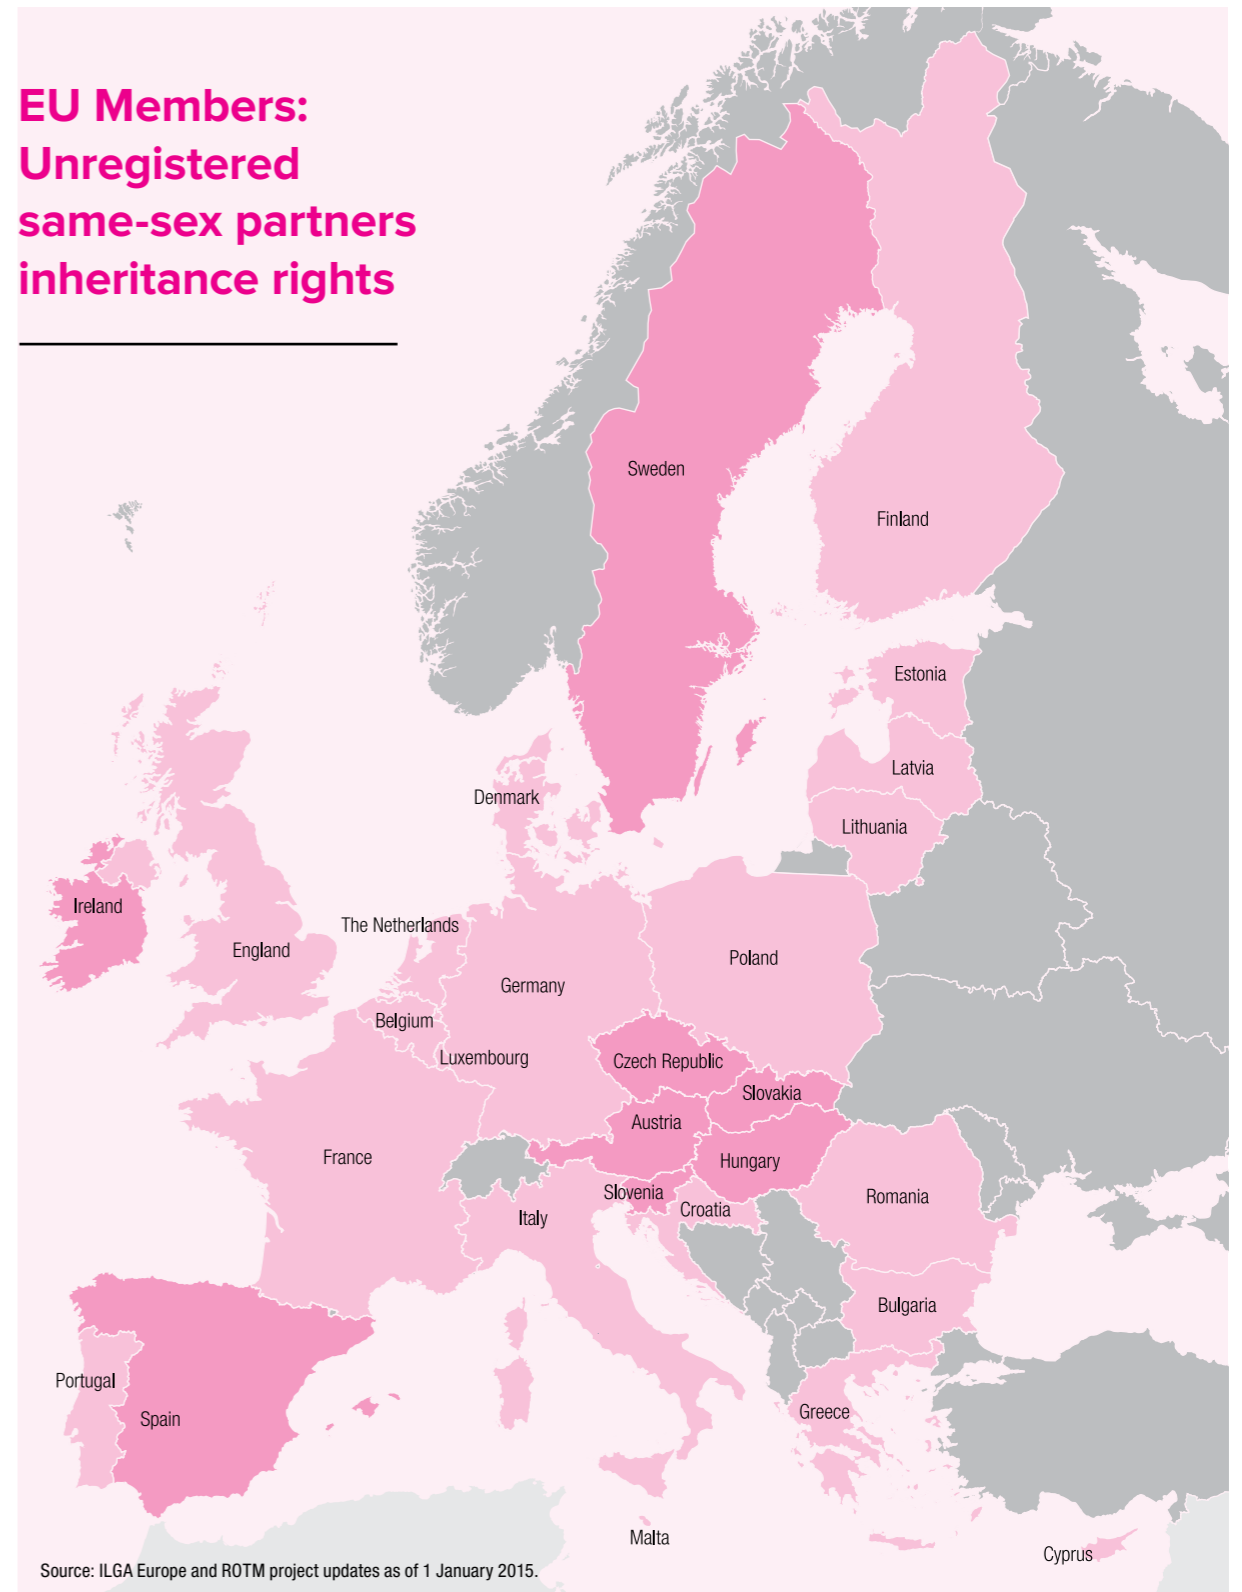 EU Members:
Unregistered
same-sex partners
inheritance rights
Sweden
Finland
Estonia
Latvia
Denmark
Lithuania
Ireland
The Netherlands
England
Poland
Germany
Belgium
Luxembourg
Czech Republic
Slovakia
Austria
France
Hungary
Slovenia
Romania
Croatia
Italy
Bulgaria
Portugal
Greece
Spain
Malta
Cyprus
Source: ILGA Europe and ROTM project updates as of 1 January 2015.